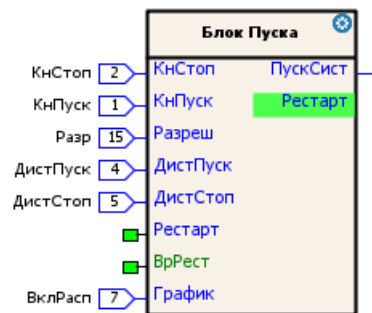 Блок Пуска
КнСтоп 2 КнСтоп ПускСист
КнПуск 1 КнПуск Рестарт
Разр 15 Разреш
ДистПуск 4 ДистПуск
ДистСтоп 5 ДистСтоп
Рестарт
ВрРест
ВклРасп 7 График